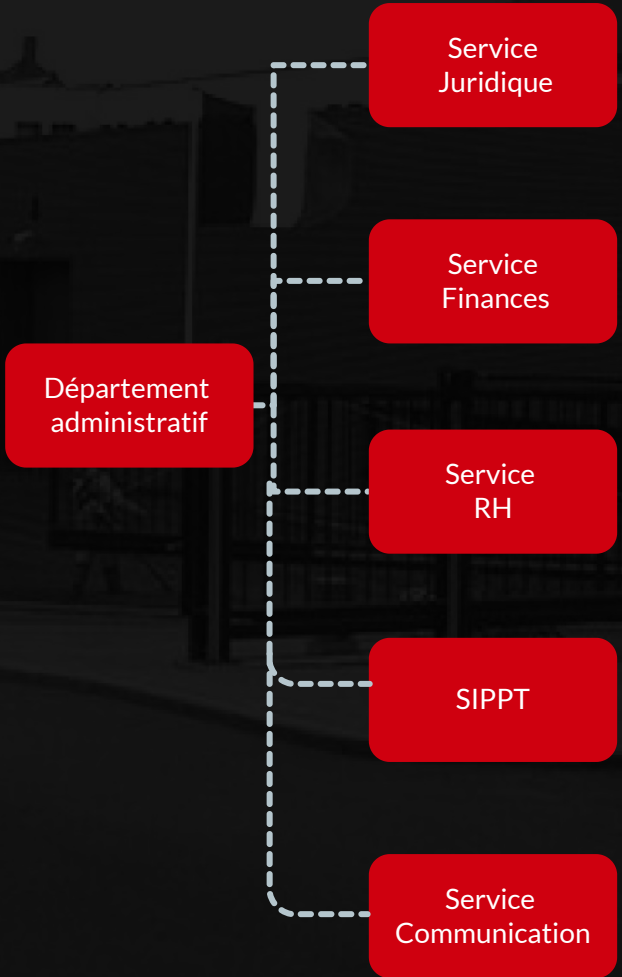 Service
Juridique
Service
Finances
Département
administratif
Service
RH
SIPPT
Service
Communication